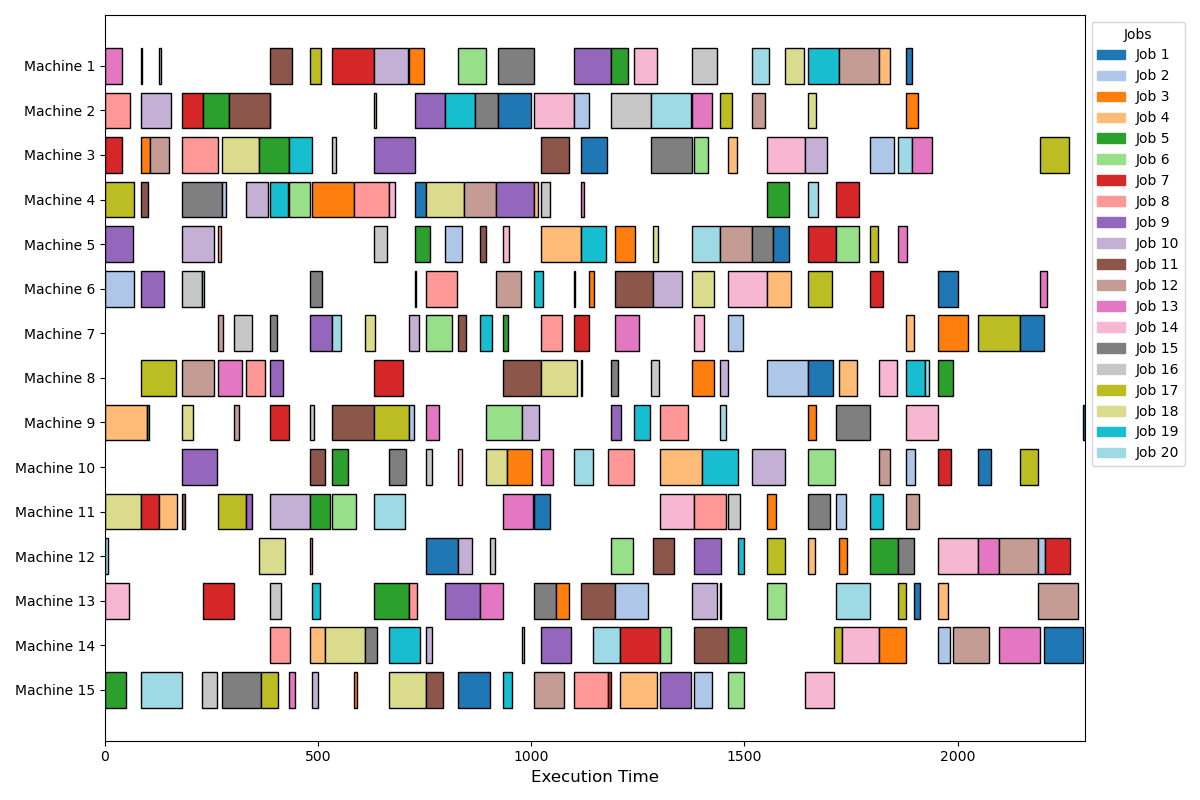 Machine 1
Machine 2
Machine 3
Machine 4
Machine 5
Machine 6
Machine 7
Machine 8
Machine 9
Machine 10
Machine 11
Machine 12
Machine 13
Machine 14
Machine 15
0 500 1000 1500 2000
Execution Time
Jobs
Job 1
Job 2
Job 3
Job 4
Job 5
Job 6
Job 7
Job 8
Job 9
Job 10
Job 11
Job 12
Job 13
Job 14
Job 15
Job 16
Job 17
Job 18
Job 19
Job 20